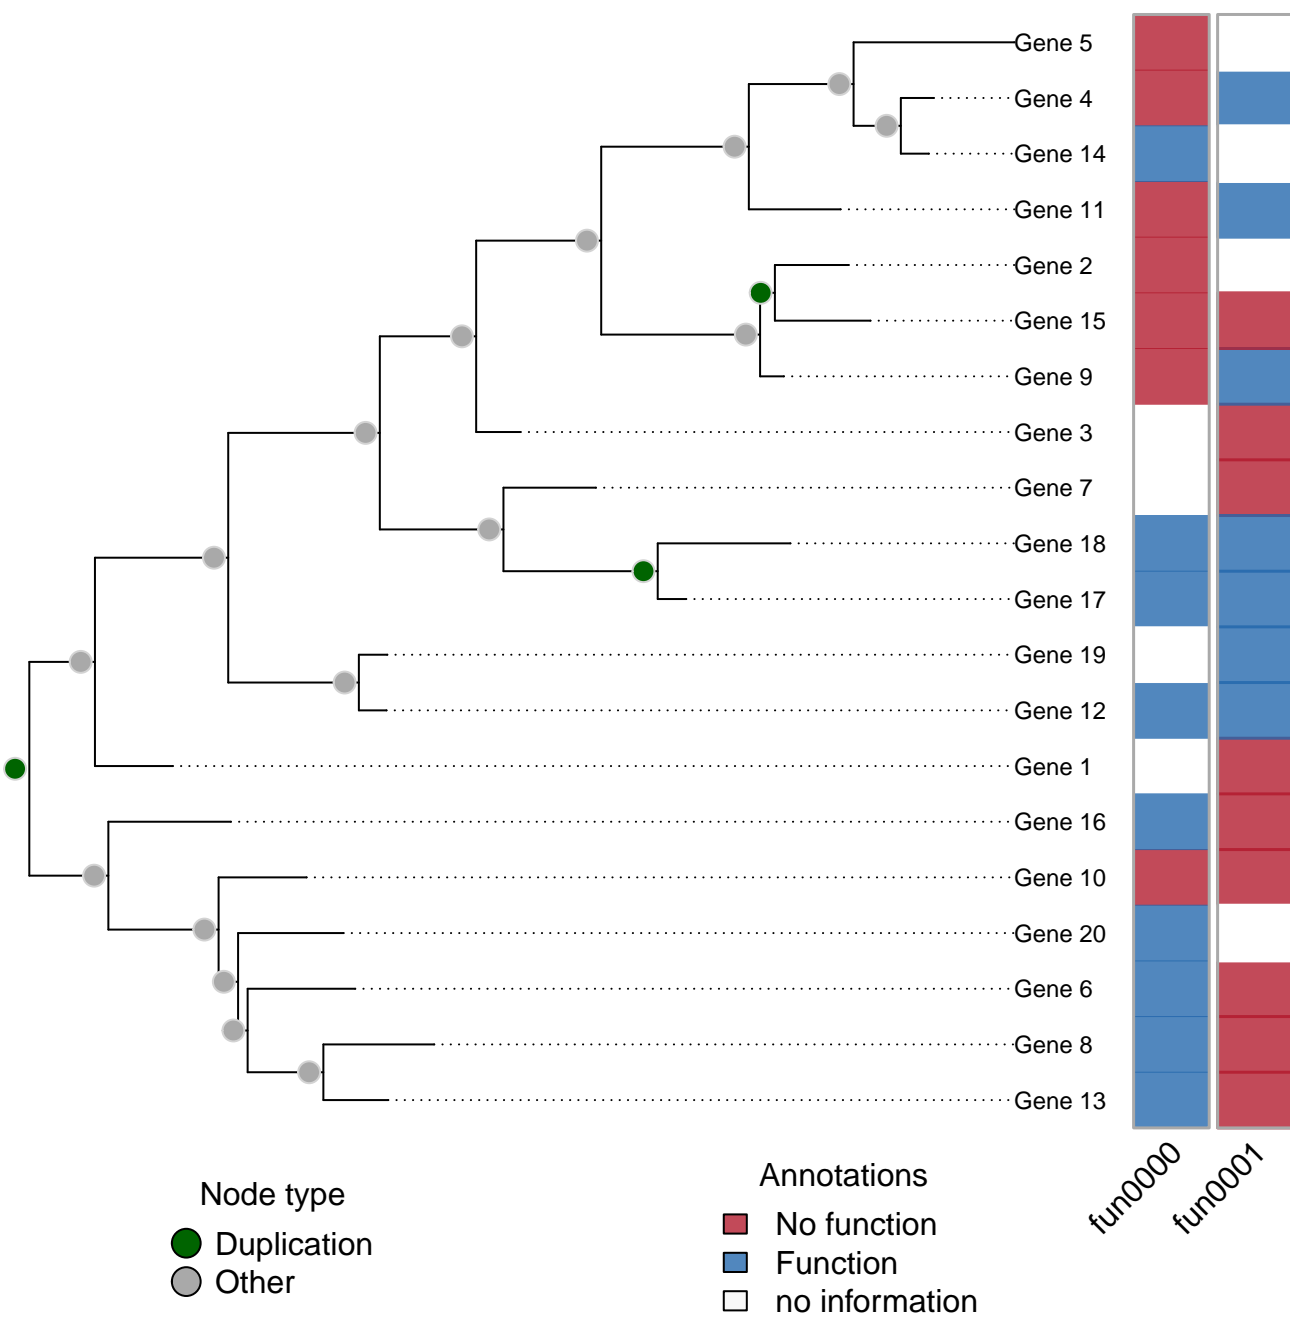 Gene 5
Gene 4
Gene 14
Gene 11
Gene 2
Gene 15
Gene 9
Gene 3
Gene 7
Gene 18
Gene 17
Gene 19
Gene 12
Gene 1
Gene 16
Gene 10
Gene 20
Gene 6
Gene 8
Gene 13
fun0000
fun0001
Node type
Duplication
Other
Annotations
No function
Function
no information